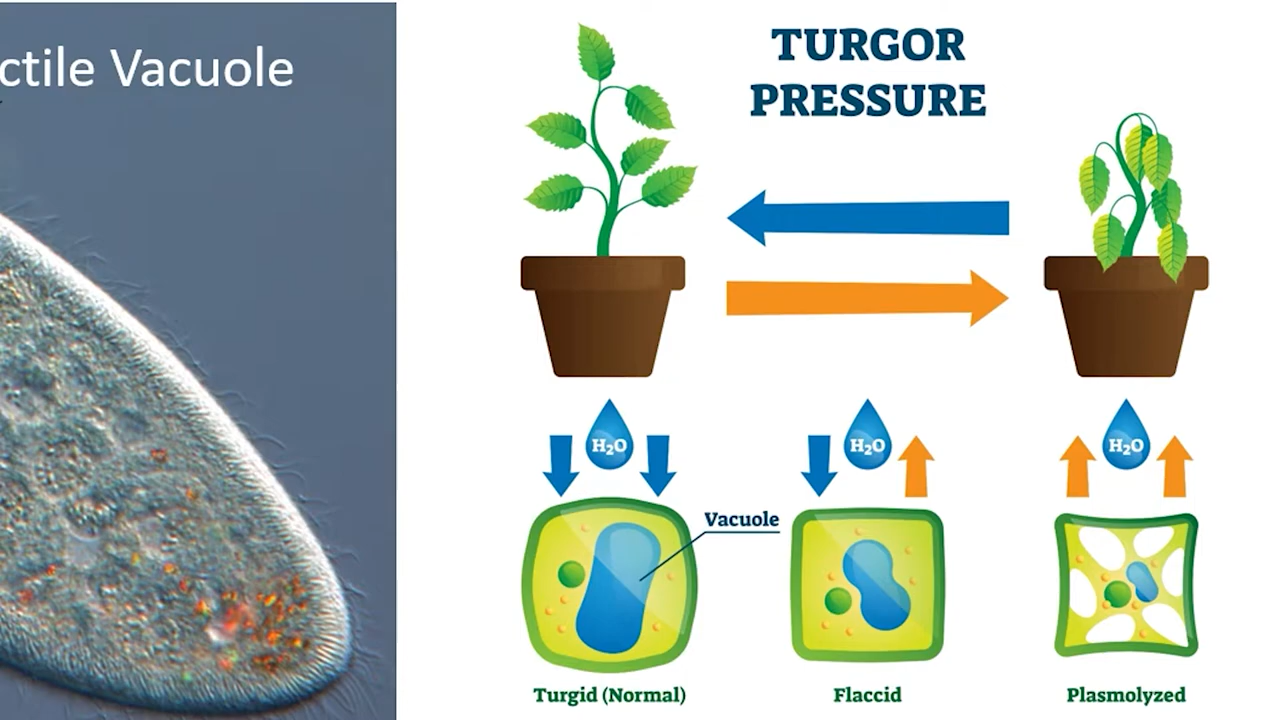 ctile Vacuole
TURGOR
PRESSURE
H₂O
H₂O
H₂O
Vacuole
Turgid (Normal)
Flaccid
Plasmolyzed